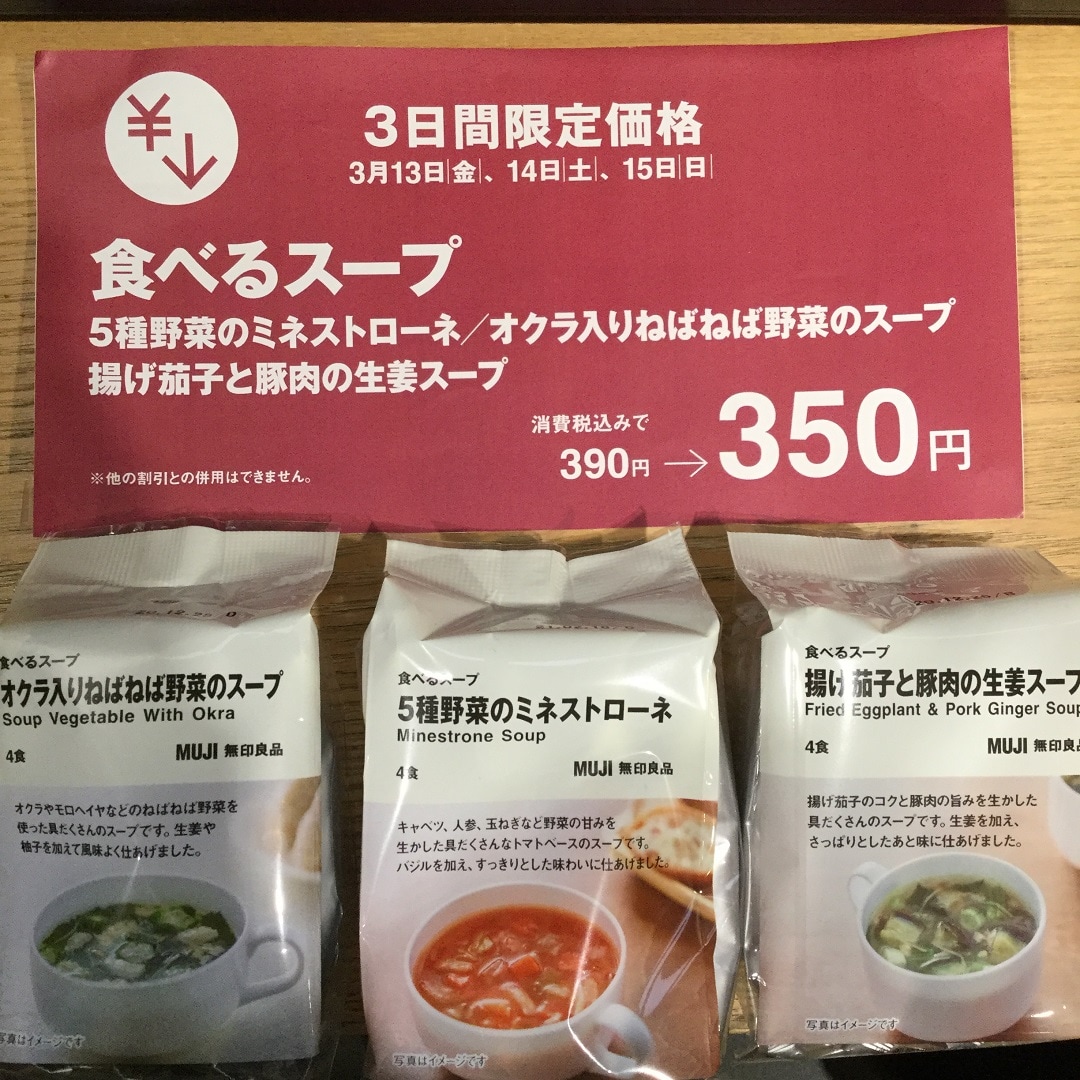 3日間限定価格
3月13日|金|、14日|土|、15日|日|
食べるスープ
5種野菜のミネストローネ/オクラ入りねばねば野菜のスープ
揚げ茄子と豚肉の生姜スープ
消費税込みで
390円→350円
※他の割引との併用はできません。
食べるスープ
オクラ入りねばねば野菜のスープ
Soup Vegetable With Okra
4食
MUJI 無印良品
オクラやモロヘイヤなどのねばねば野菜を
使った具だくさんのスープです。生姜や
柚子を加えて風味よく仕あげました。
写真はイメージです
食べるスープ
5種野菜のミネストローネ
Minestrone Soup
4食
MUJI 無印良品
キャベツ、人参、玉ねぎなど野菜の甘みを
生かした具だくさんなトマトベースのスープです。
バジルを加え、すっきりとした味わいに仕あげました。
写真はイメージです
食べるスープ
揚げ茄子と豚肉の生姜スープ
Fried Eggplant & Pork Ginger Soup
4食
MUJI 無印良品
揚げ茄子のコクと豚肉の旨みを生かした
具だくさんのスープです。生姜を加え、
さっぱりとしたあと味に仕あげました。
写真はイメージです